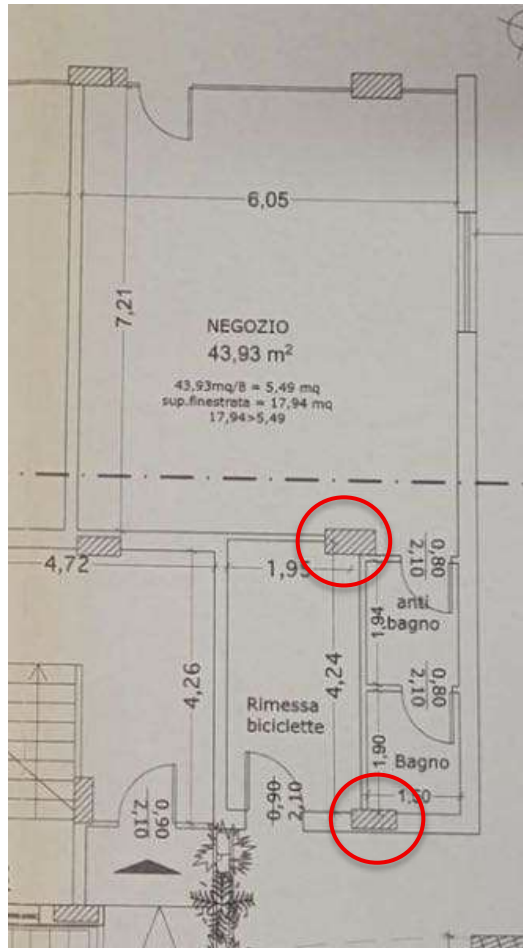 6,05
7,21
NEGOZIO
43,93 m²
43,93mq/8 = 5,49 mq
sup.finestrata = 17,94 mq
17,94>5,49
4,72
1,95
0,80
2,10
anti
bagno
1,94
4,26
4,24
0,80
2,10
Rimessa
biciclette
1,90
Bagno
1,50
0,90
2,10
0,90
2,10